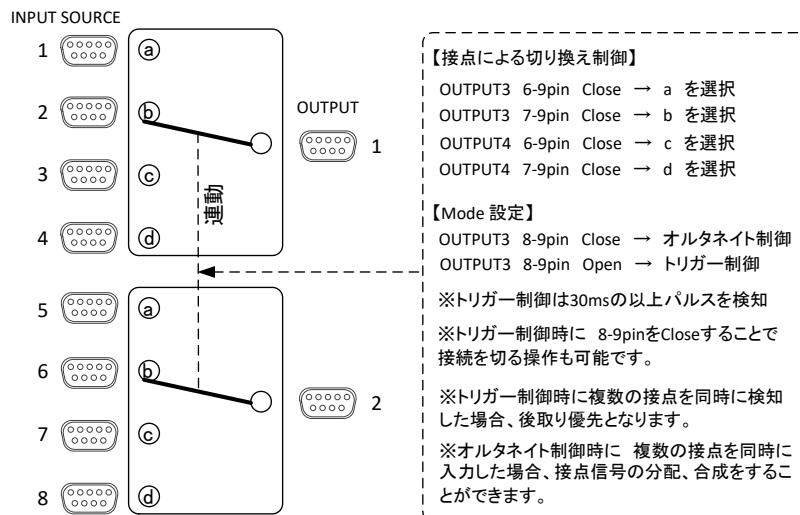 INPUT SOURCE
1
a
2
b
3
c
4
d
OUTPUT
1
連動
5
a
6
b
7
c
8
d
2
【接点による切り換え制御】
OUTPUT3 6-9pin Close → a を選択
OUTPUT3 7-9pin Close → b を選択
OUTPUT4 6-9pin Close → c を選択
OUTPUT4 7-9pin Close → d を選択
【Mode 設定】
OUTPUT3 8-9pin Close → オルタネイト制御
OUTPUT3 8-9pin Open → トリガー制御
※トリガー制御は30msの以上パルスを検知
※トリガー制御時に 8-9pinをCloseすることで
接続を切る操作も可能です。
※トリガー制御時に複数の接点を同時に検知
した場合、後取り優先となります。
※オルタネイト制御時に 複数の接点を同時に
入力した場合、接点信号の分配、合成をするこ
とができます。